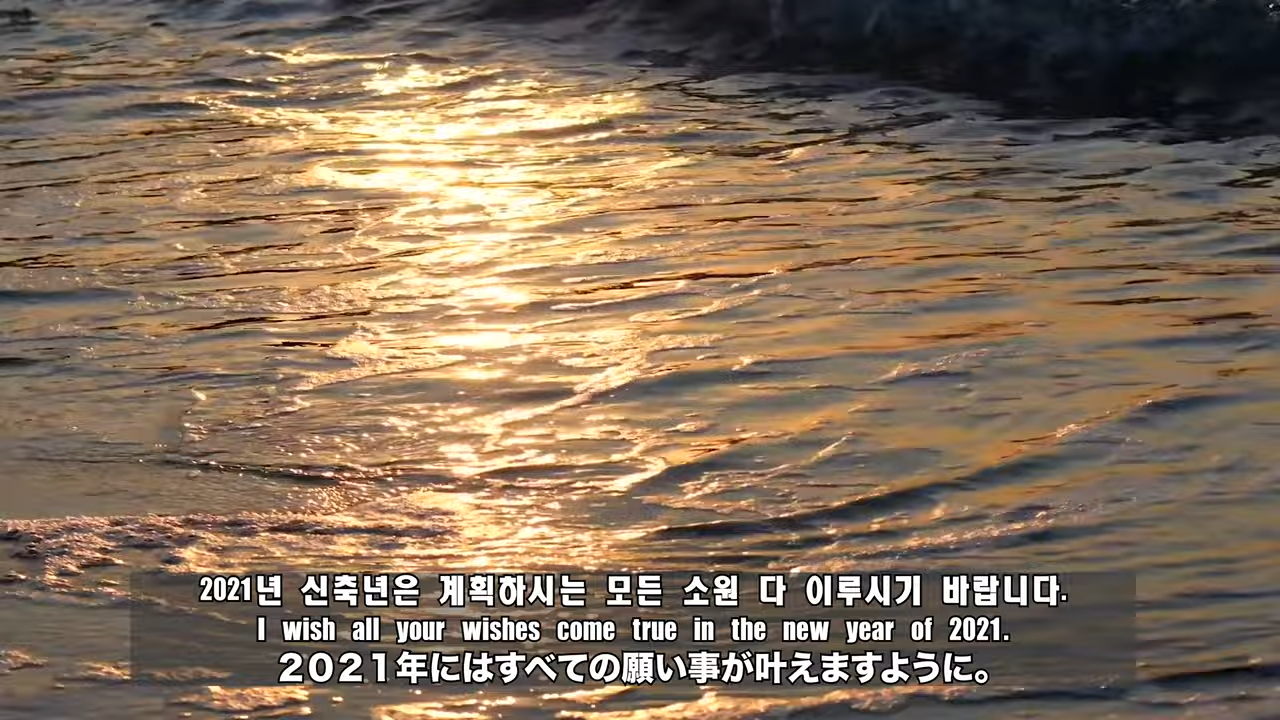 2021년 신축년은 계획하시는 모든 소원 다 이루시기 바랍니다.
I wish all your wishes come true in the new year of 2021.
２０２１年にはすべての願い事が叶えますように。